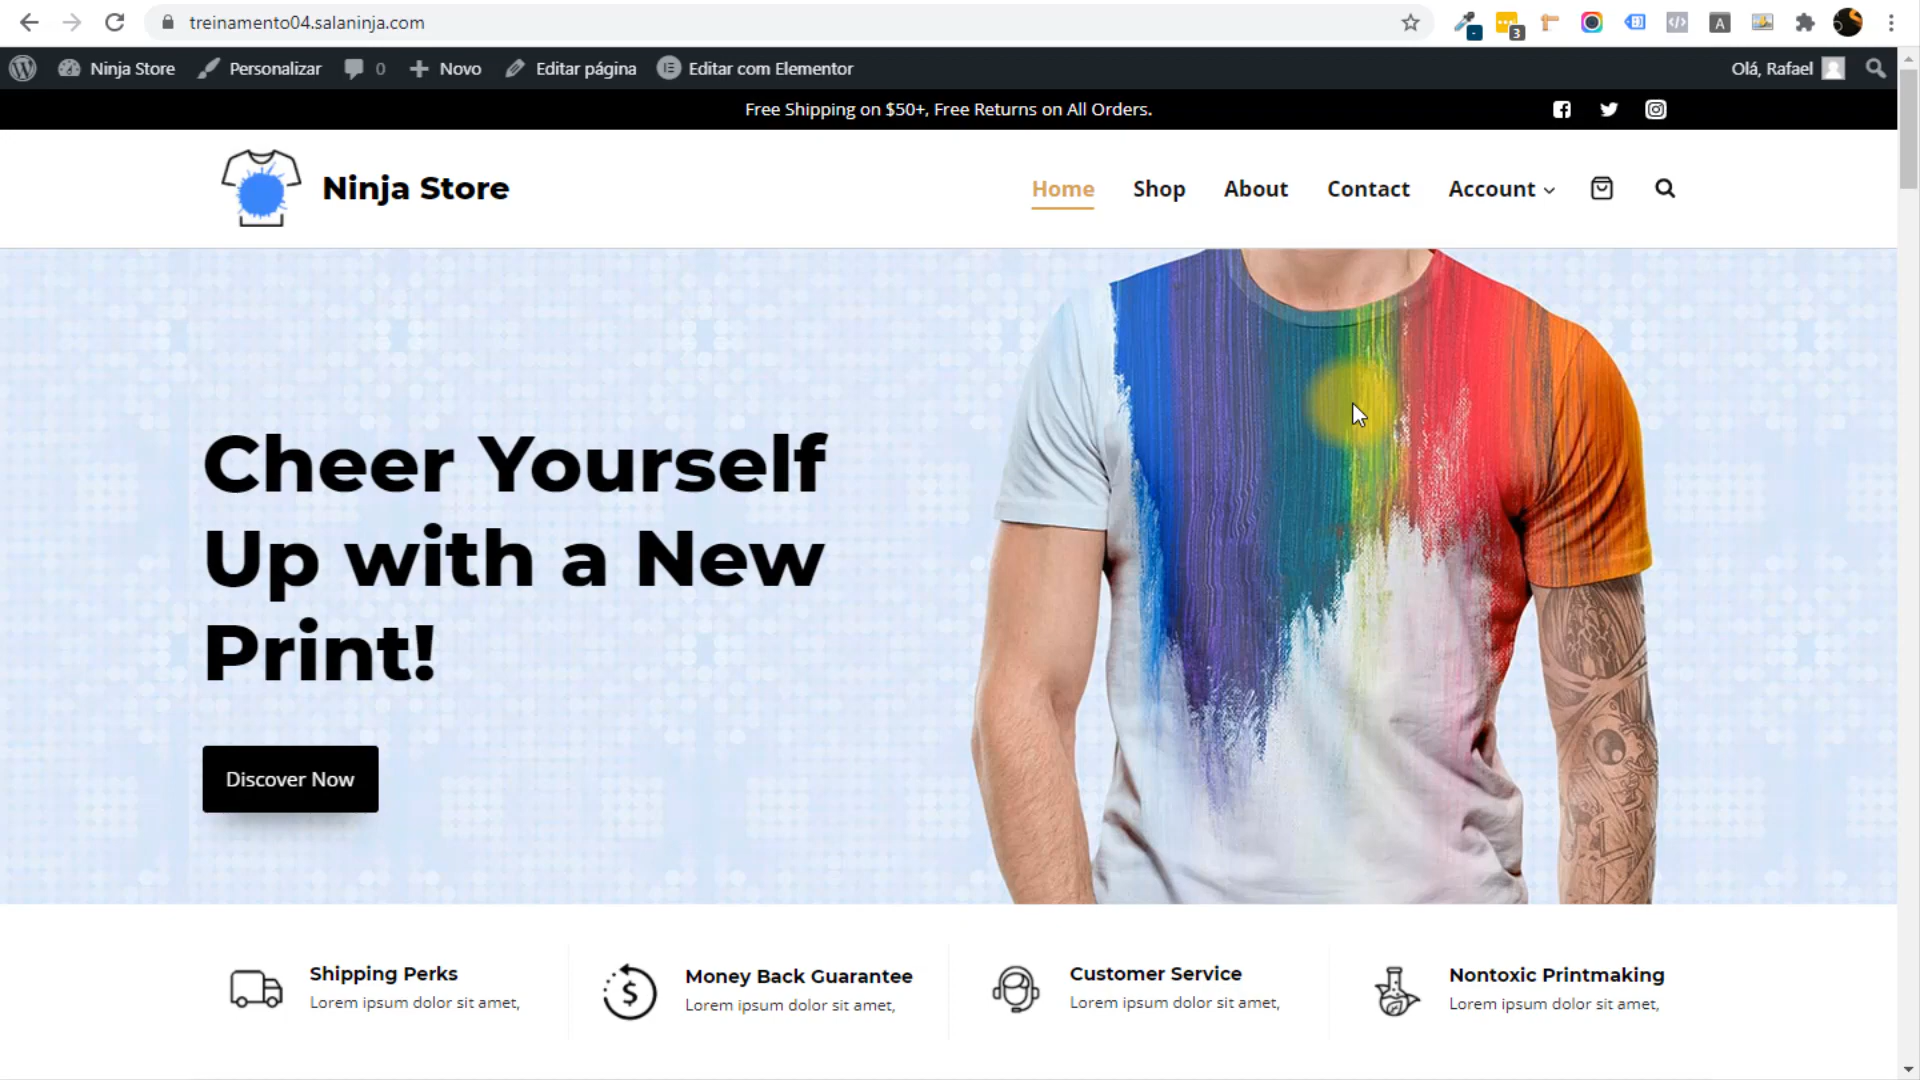 treinamento04.salaninja.com
3
Ninja Store
Personalizar
0
Novo
Editar página
Editar com Elementor
Olá, Rafael
Free Shipping on $50+, Free Returns on All Orders.
Ninja Store
Home
Shop
About
Contact
Account
Cheer Yourself
Up with a New
Print!
Discover Now
Shipping Perks
Lorem ipsum dolor sit amet,
Money Back Guarantee
Lorem ipsum dolor sit amet,
Customer Service
Lorem ipsum dolor sit amet,
Nontoxic Printmaking
Lorem ipsum dolor sit amet,